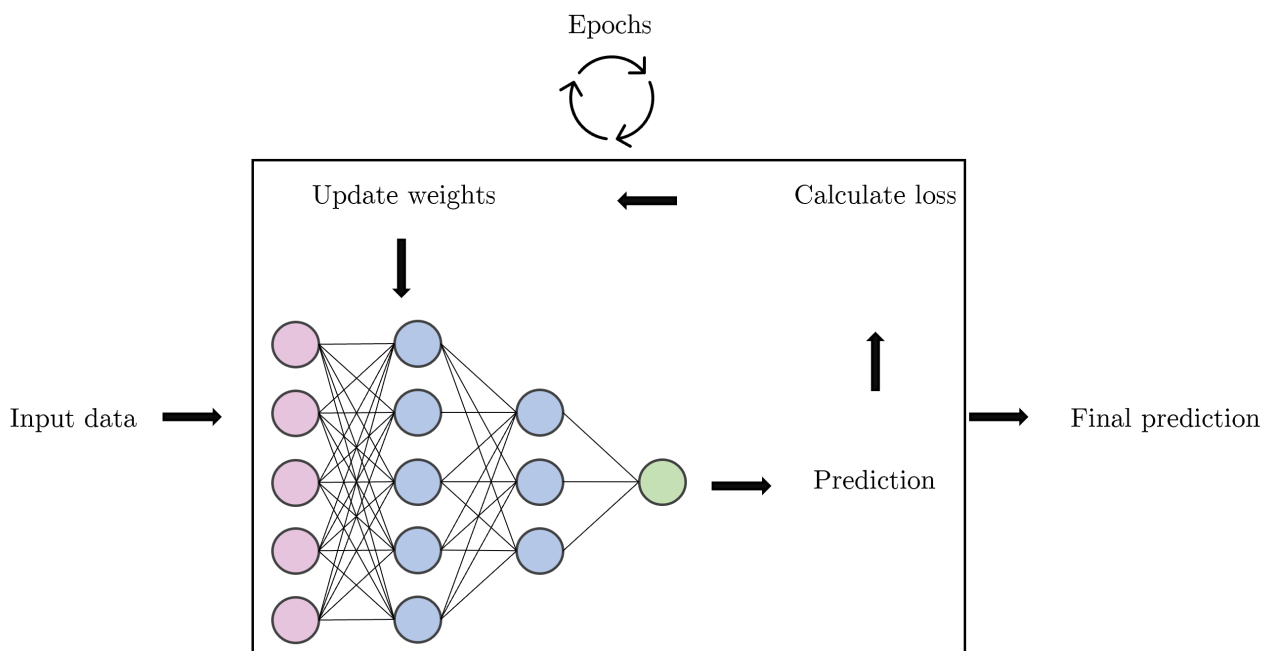 Epochs
Update weights
Calculate loss
Input data
Final prediction
Prediction